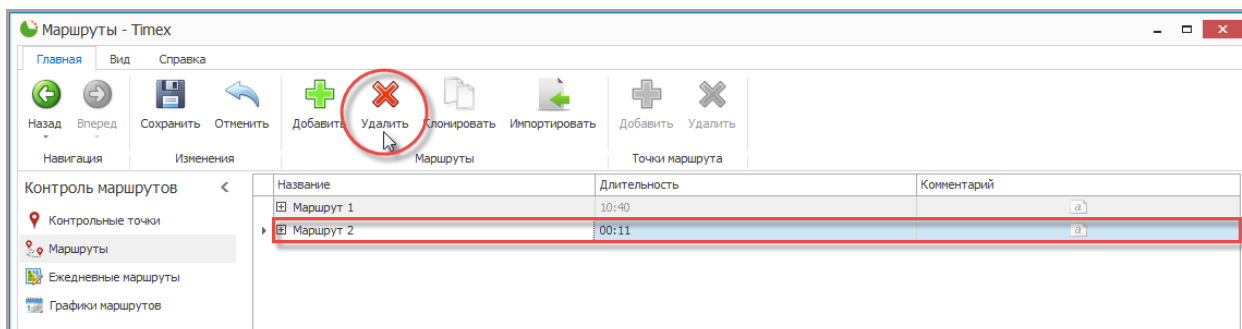 Маршруты - Timex
Главная Вид Справка
Назад Вперед Сохранить Отменить Добавить Удалить Клонировать Импортировать Добавить Удалить
Навигация Изменения Маршруты Точки маршрута
Контроль маршрутов Название Длительность Комментарий
Контрольные точки Маршрут 1 10:40 a
Маршруты Маршрут 2 00:11 a
Ежедневные маршруты
Графики маршрутов